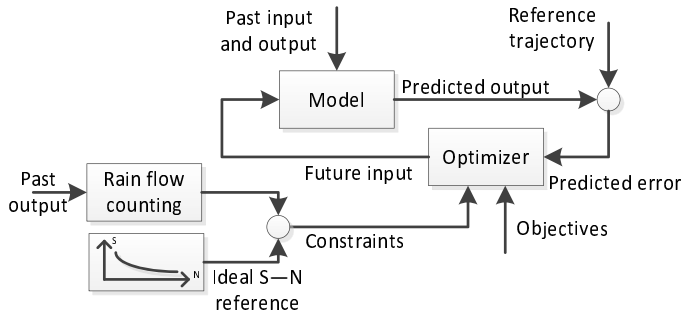 Past input
and output
Reference
trajectory
Model
Predicted output
Optimizer
Future input
Predicted error
Past
output
Rain flow
counting
Constraints
Objectives
S
N
Ideal S—N
reference